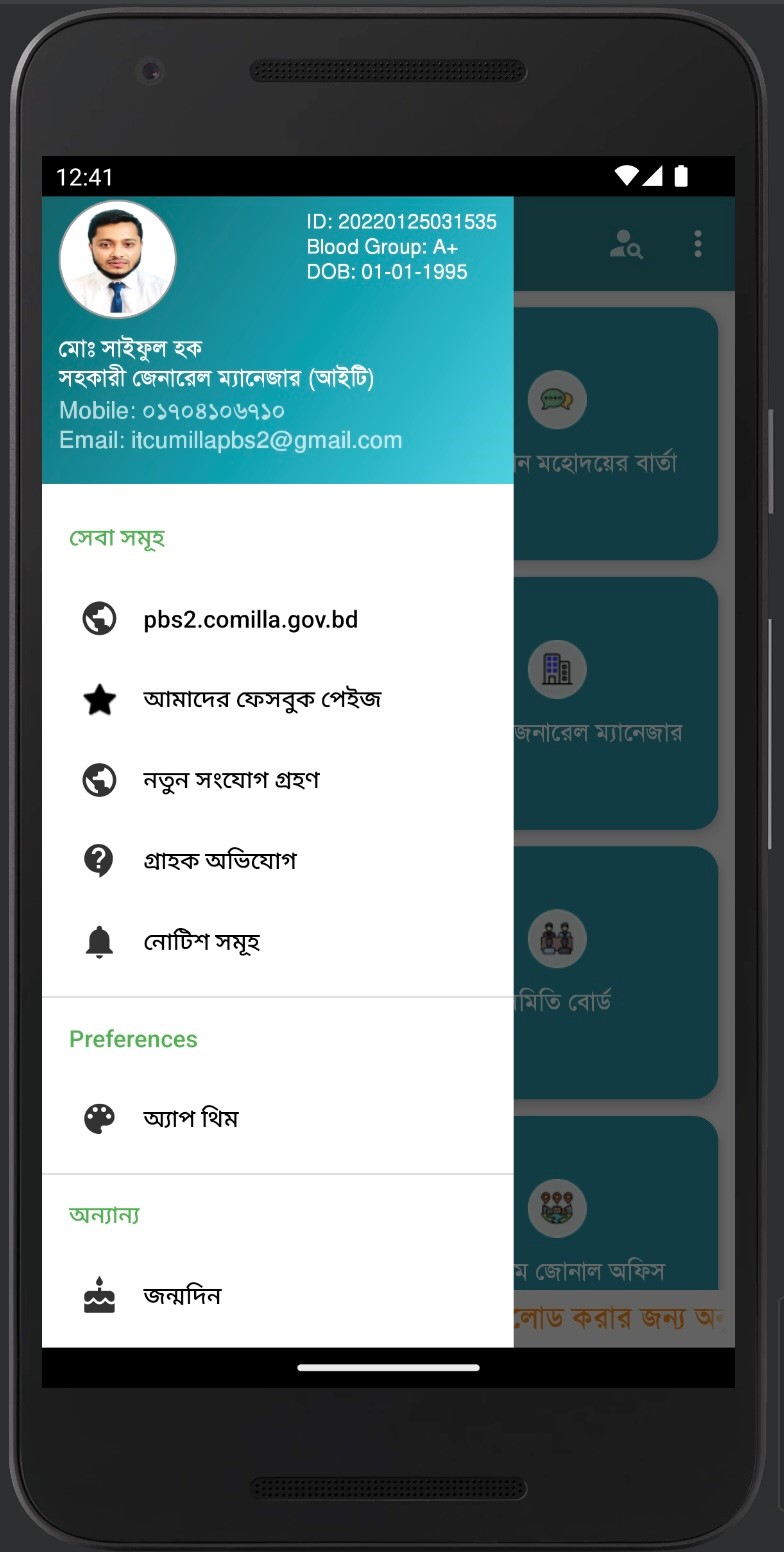 12:41
ID: 20220125031535
Blood Group: A+
DOB: 01-01-1995
মোঃ সাইফুল হক
সহকারী জেনারেল ম্যানেজার (আইটি)
Mobile: ০১৭০৪১০৬৭১০
Email: itcumillapbs2@gmail.com
সেবা সমূহ
pbs2.comilla.gov.bd
আমাদের ফেসবুক পেইজ
নতুন সংযোগ গ্রহণ
গ্রাহক অভিযোগ
নোটিশ সমূহ
Preferences
অ্যাপ থিম
অন্যান্য
জন্মদিন
মহোদয়ের বার্তা
জেনারেল ম্যানেজার
বোর্ড
জোনাল অফিস
করার জন্য